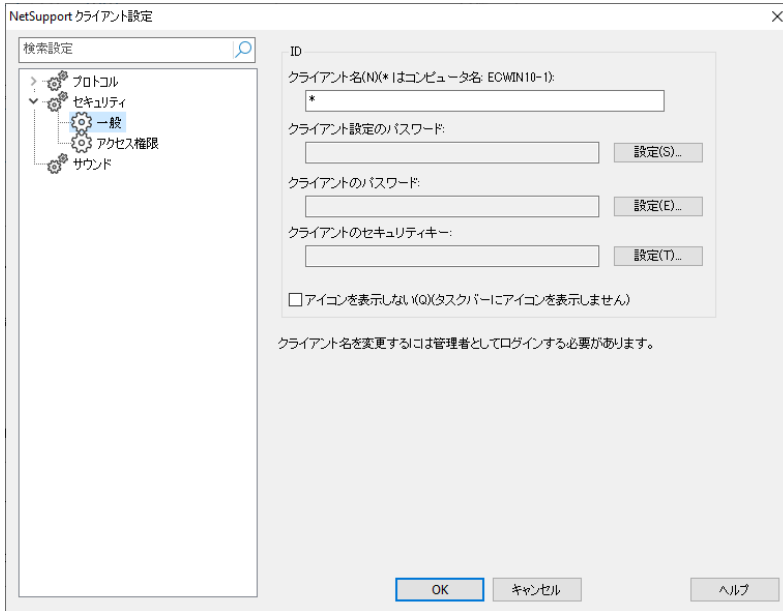 NetSupport クライアント設定
検索設定
プロトコル
セキュリティ
一般
アクセス権限
サウンド
ID
クライアント名(N)(* はコンピュータ名: ECWIN10-1):
*
クライアント設定のパスワード:
設定(S)...
クライアントのパスワード:
設定(E)...
クライアントのセキュリティキー:
設定(T)...
アイコンを表示しない(Q)(タスクバーにアイコンを表示しません)
クライアント名を変更するには管理者としてログインする必要があります。
OK
キャンセル
ヘルプ